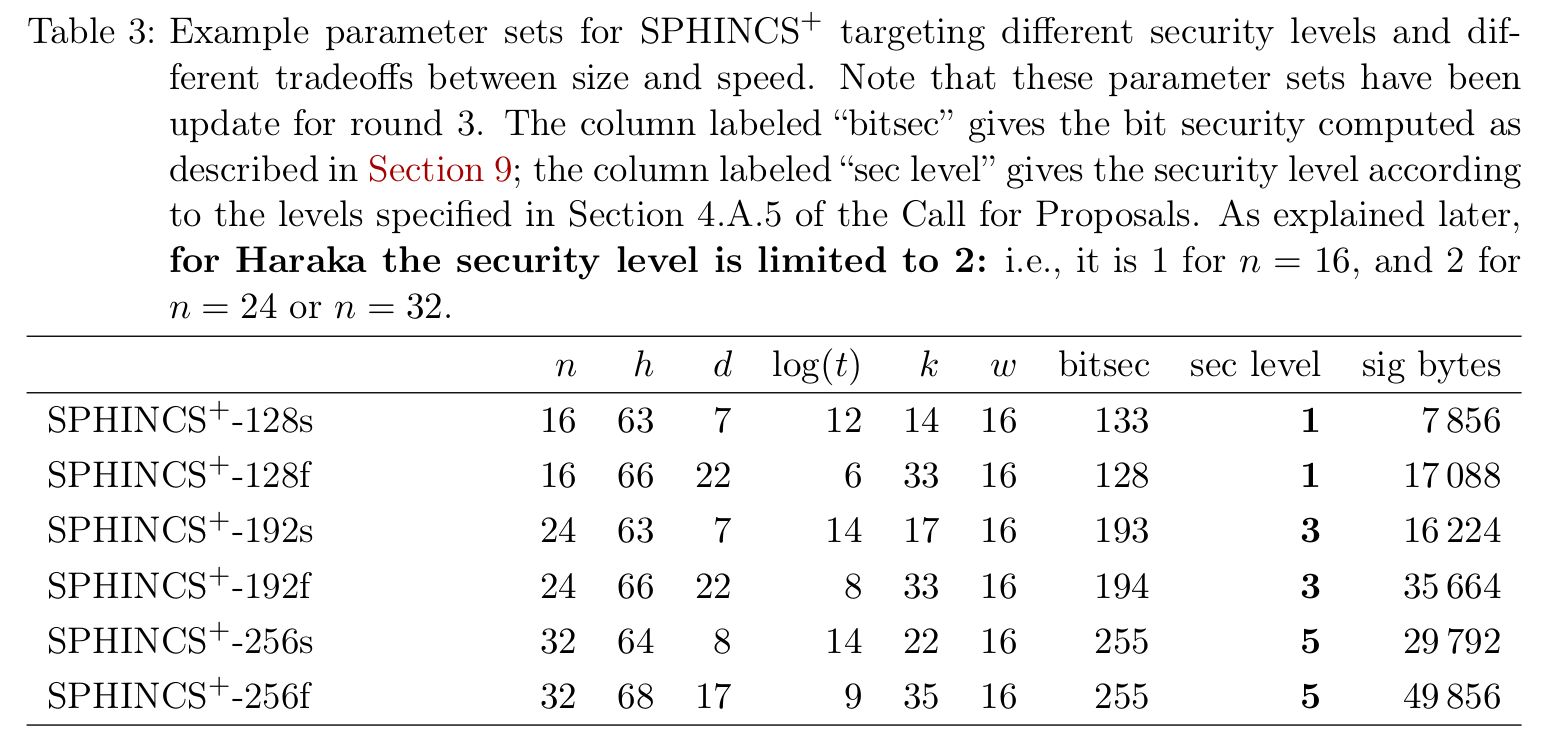 Table 3: Example parameter sets for SPHINCS+ targeting different security levels and dif-
ferent tradeoffs between size and speed. Note that these parameter sets have been
update for round 3. The column labeled “bitsec” gives the bit security computed as
described in Section 9; the column labeled “sec level” gives the security level according
to the levels specified in Section 4.A.5 of the Call for Proposals. As explained later,
for Haraka the security level is limited to 2: i.e., it is 1 for n = 16, and 2 for
n = 24 or n = 32.
n h d log(t) k w bitsec sec level sig bytes
SPHINCS+-128s 16 63 7 12 14 16 133 1 7 856
SPHINCS+-128f 16 66 22 6 33 16 128 1 17 088
SPHINCS+-192s 24 63 7 14 17 16 193 3 16 224
SPHINCS+-192f 24 66 22 8 33 16 194 3 35 664
SPHINCS+-256s 32 64 8 14 22 16 255 5 29 792
SPHINCS+-256f 32 68 17 9 35 16 255 5 49 856